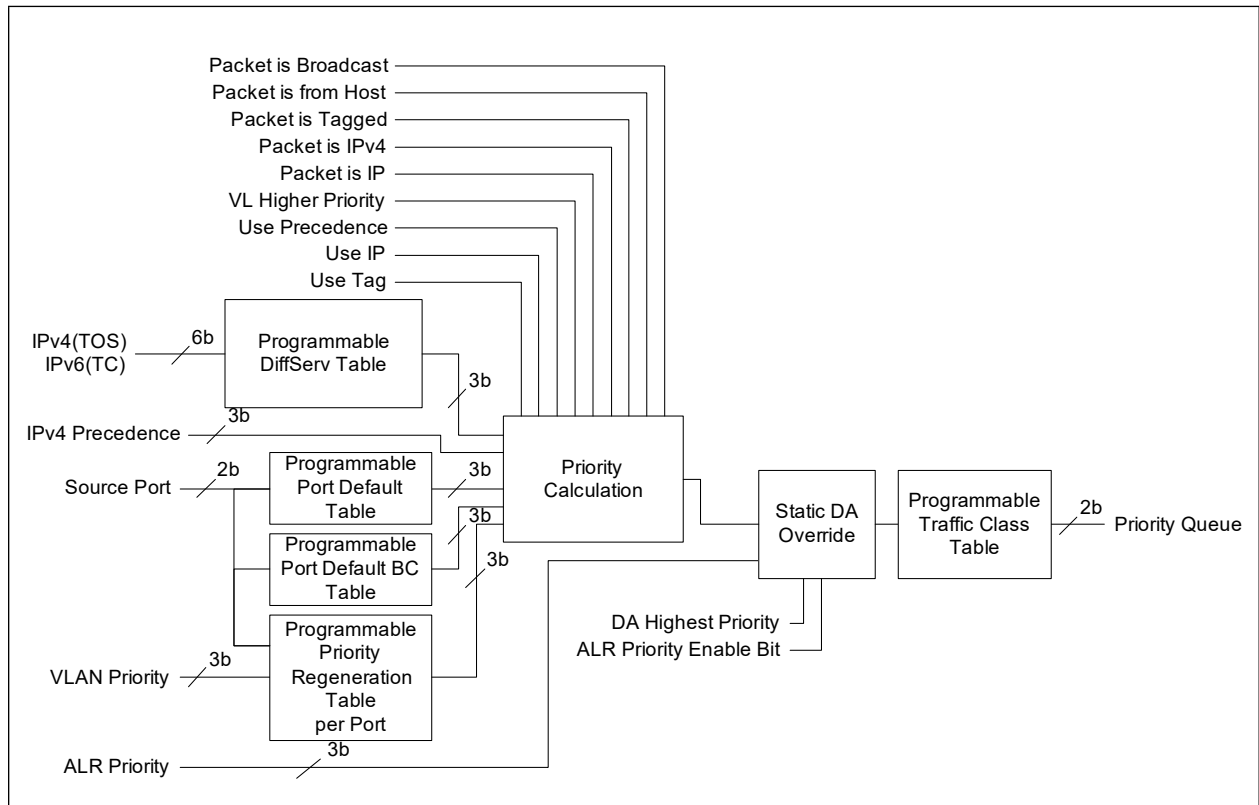 Packet is Broadcast
Packet is from Host
Packet is Tagged
Packet is IPv4
Packet is IP
VL Higher Priority
Use Precedence
Use IP
Use Tag
IPv4(TOS)
IPv6(TC)
6b
Programmable
DiffServ Table
3b
IPv4 Precedence
3b
Source Port
2b
Programmable
Port Default
Table
3b
Programmable
Port Default BC
Table
3b
VLAN Priority
3b
Programmable
Priority
Regeneration
Table
per Port
3b
ALR Priority
3b
Priority
Calculation
Static DA
Override
DA Highest Priority
ALR Priority Enable Bit
Programmable
Traffic Class
Table
2b
Priority Queue